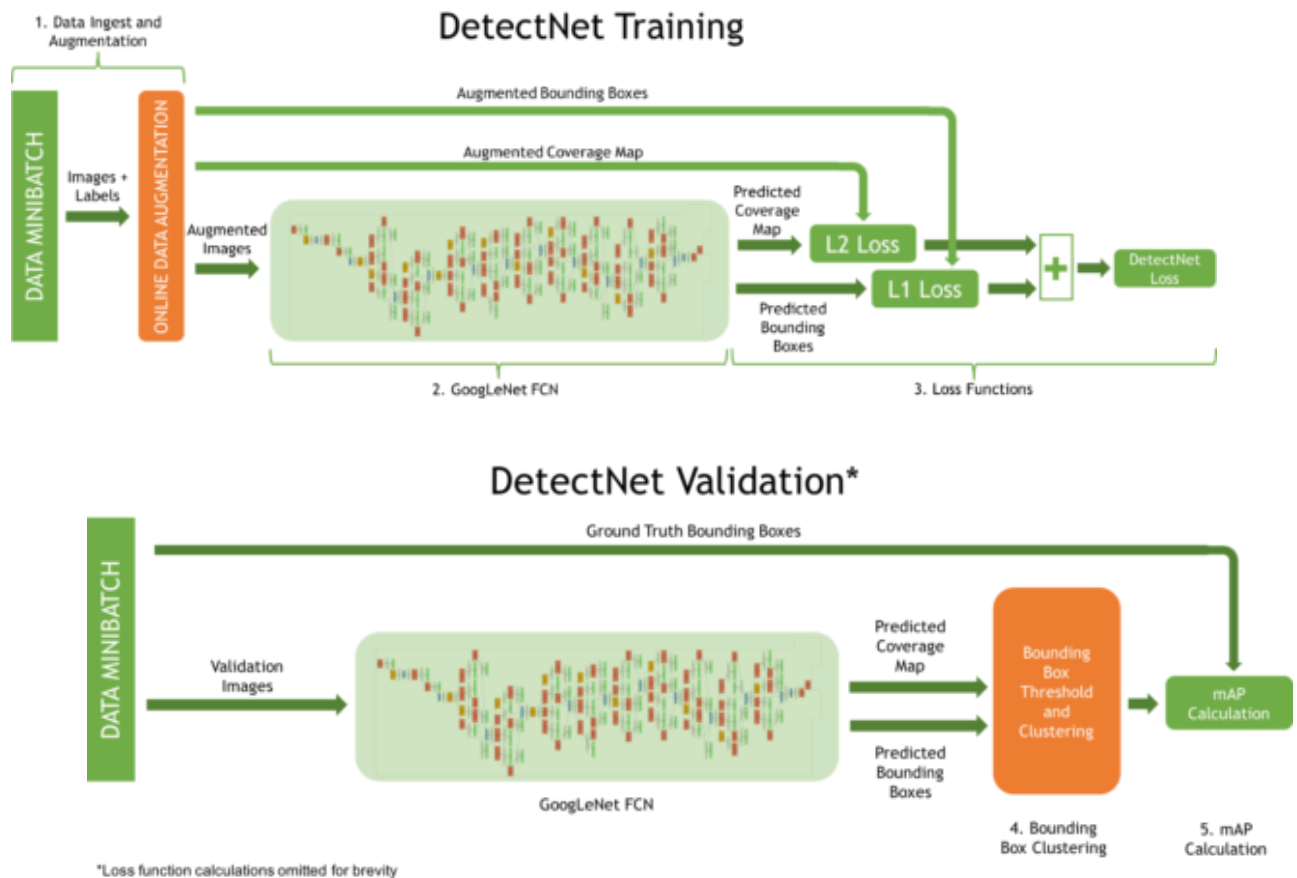 1. Data Ingest and
Augmentation
DetectNet Training
DATA MINIBATCH
Images +
Labels
ONLINE DATA AUGMENTATION
Augmented Bounding Boxes
Augmented Coverage Map
Augmented
Images
Predicted
Coverage
Map
L2 Loss
L1 Loss
Predicted
Bounding
Boxes
+
DetectNet
Loss
2. GoogLeNet FCN
3. Loss Functions
DetectNet Validation*
DATA MINIBATCH
Ground Truth Bounding Boxes
Validation
Images
GoogLeNet FCN
Predicted
Coverage
Map
Predicted
Bounding
Boxes
Bounding
Box
Threshold
and
Clustering
mAP
Calculation
4. Bounding
Box Clustering
5. mAP
Calculation
*Loss function calculations omitted for brevity